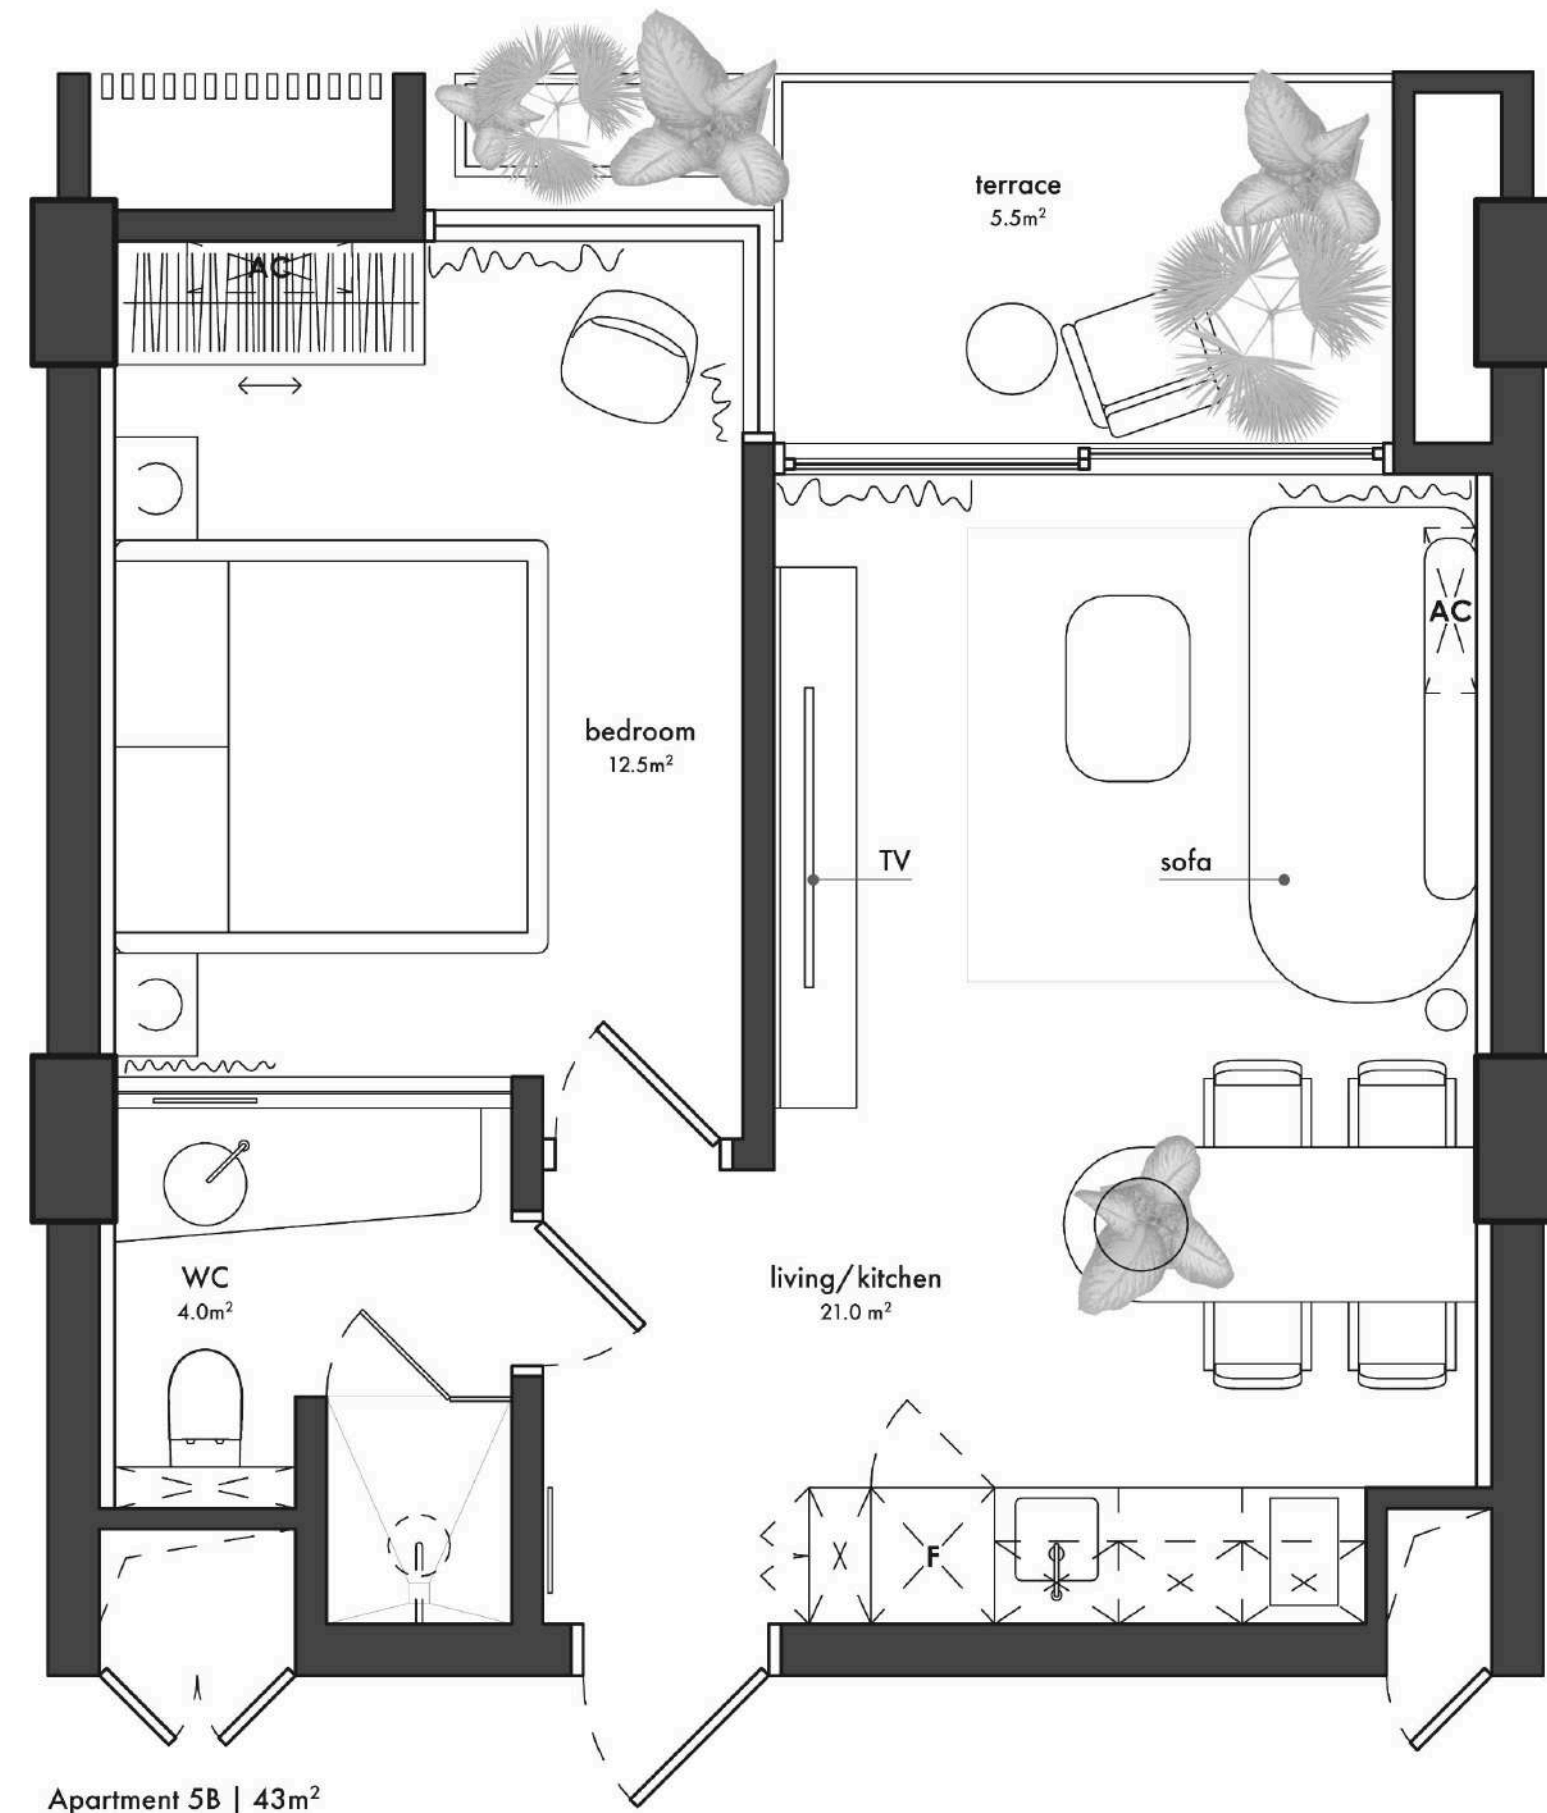 terrace
5.5m²
AC
bedroom
12.5m²
AC
TV
sofa
WC
4.0m²
living/kitchen
21.0 m²
F
Apartment 5B | 43m²